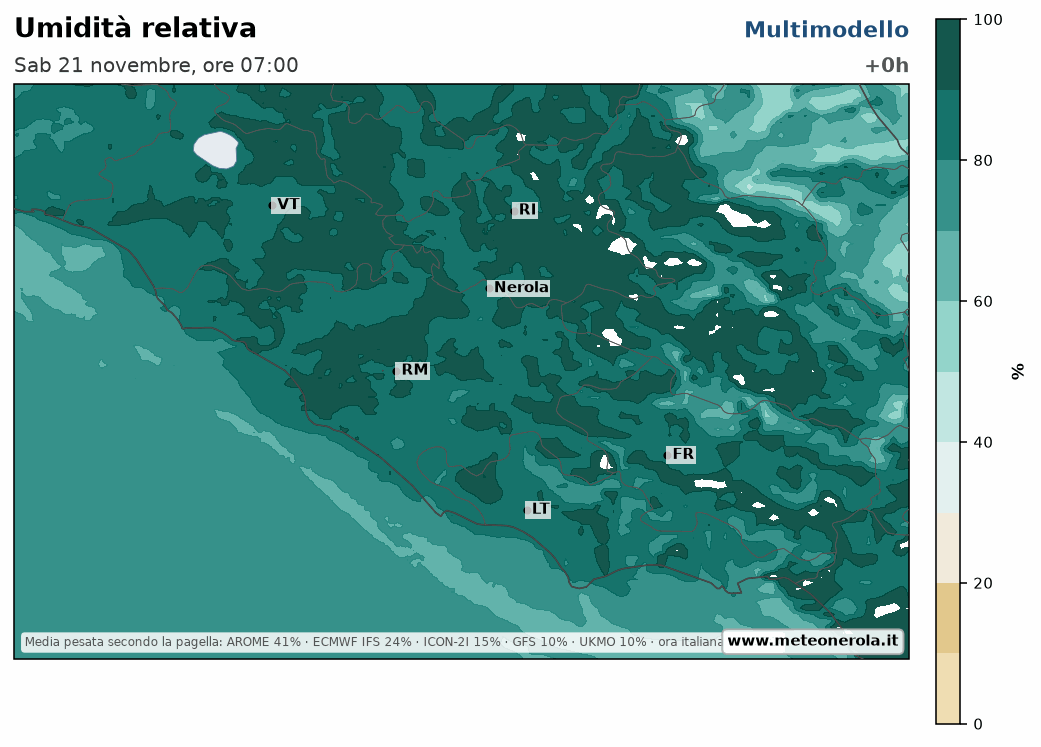 Umidità relativa
Multimodello
Sab 21 novembre, ore 07:00
+0h
100
80
60
40
20
0
%
VT
RI
Nerola
RM
FR
LT
Media pesata secondo la pagella: AROME 41% · ECMWF IFS 24% · ICON-2I 15% · GFS 10% · UKMO 10% · ora italiana
www.meteonerola.it